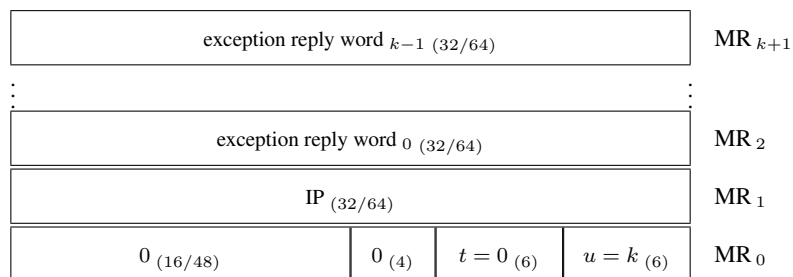 exception reply word k−1 (32/64) MR k+1
exception reply word 0 (32/64) MR 2
IP (32/64) MR 1
0 (16/48) 0 (4) t = 0 (6) u = k (6) MR 0